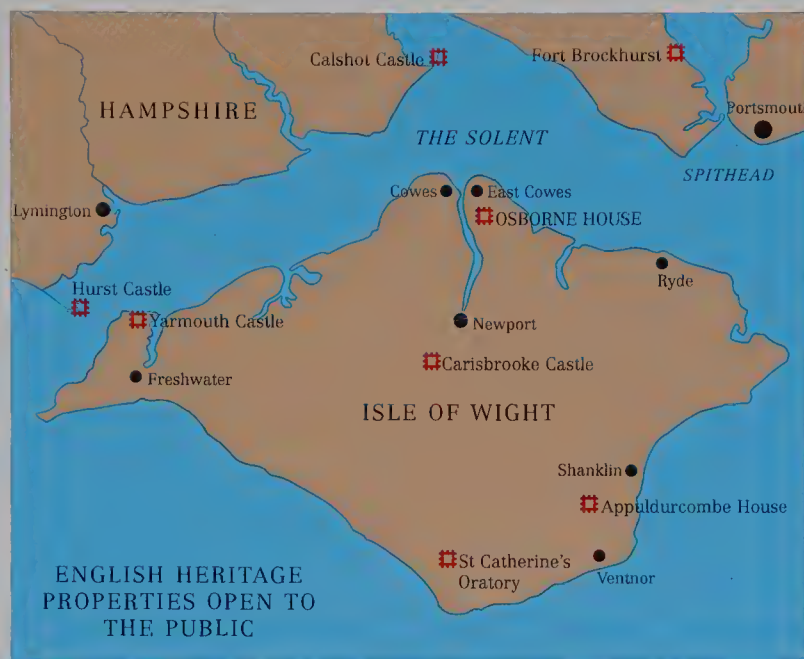 Calshot Castle
Fort Brockhurst
HAMPSHIRE
Portsmout
THE SOLENT
SPITHEAD
Cowes
East Cowes
Lymington
OSBORNE HOUSE
Ryde
Hurst Castle
Yarmouth Castle
Newport
Carisbrooke Castle
Freshwater
ISLE OF WIGHT
Shanklin
Appuldurcombe House
St Catherine's
Oratory
Ventnor
ENGLISH HERITAGE
PROPERTIES OPEN TO
THE PUBLIC